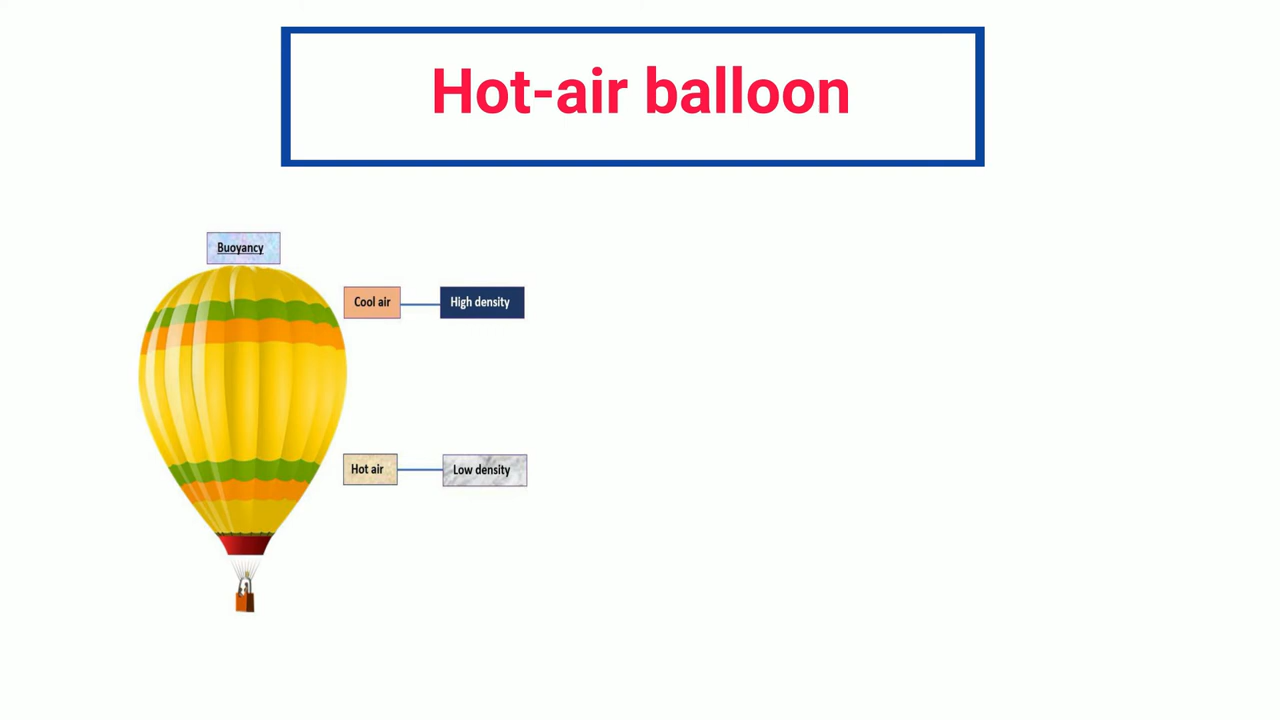 Hot-air balloon
Buoyancy
Cool air
High density
Hot air
Low density